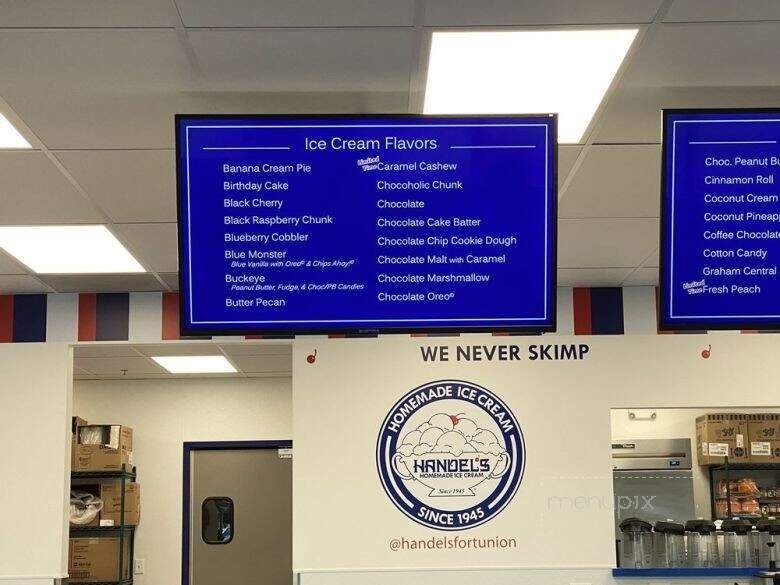 Ice Cream Flavors
Banana Cream Pie
Birthday Cake
Black Cherry
Black Raspberry Chunk
Blueberry Cobbler
Blue Monster
Blue Vanilla with Oreo® & Chips Ahoy!®
Buckeye
Peanut Butter, Fudge, & Choc/PB Candies
Butter Pecan
Limited Time Caramel Cashew
Chocoholic Chunk
Chocolate
Chocolate Cake Batter
Chocolate Chip Cookie Dough
Chocolate Malt with Caramel
Chocolate Marshmallow
Chocolate Oreo®
Choc. Peanut Bu
Cinnamon Roll
Coconut Cream
Coconut Pineap
Coffee Chocolat
Cotton Candy
Graham Central
Limited Time Fresh Peach
WE NEVER SKIMP
HOMEMADE ICE CREAM
HANDEL'S
HOMEMADE ICE CREAM
Since 1945
SINCE 1945
@handelsfortunion
menupix